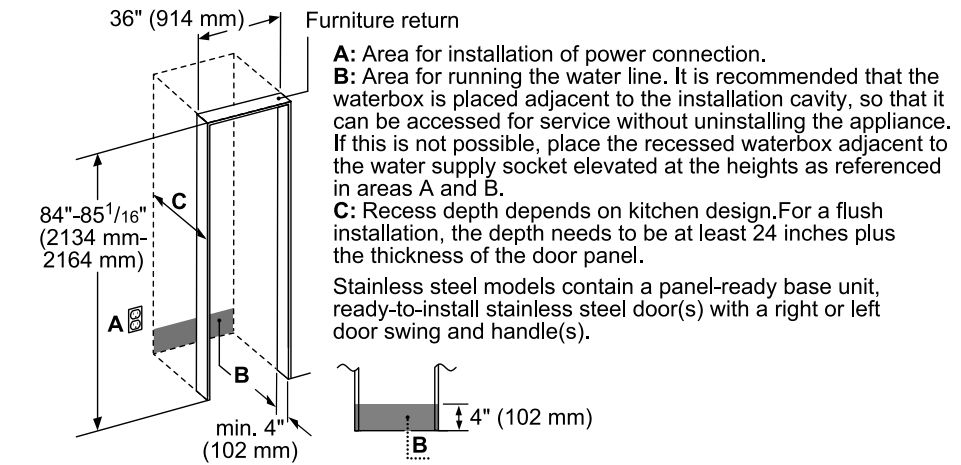 36" (914 mm)
Furniture return
A: Area for installation of power connection.
B: Area for running the water line. It is recommended that the
waterbox is placed adjacent to the installation cavity, so that it
can be accessed for service without uninstalling the appliance.
If this is not possible, place the recessed waterbox adjacent to
the water supply socket elevated at the heights as referenced
in areas A and B.
C: Recess depth depends on kitchen design.For a flush
installation, the depth needs to be at least 24 inches plus
the thickness of the door panel.
Stainless steel models contain a panel-ready base unit,
ready-to-install stainless steel door(s) with a right or left
door swing and handle(s).
C
84"-85 1/16"
(2134 mm-
2164 mm)
A
B
min. 4"
(102 mm)
4" (102 mm)
B